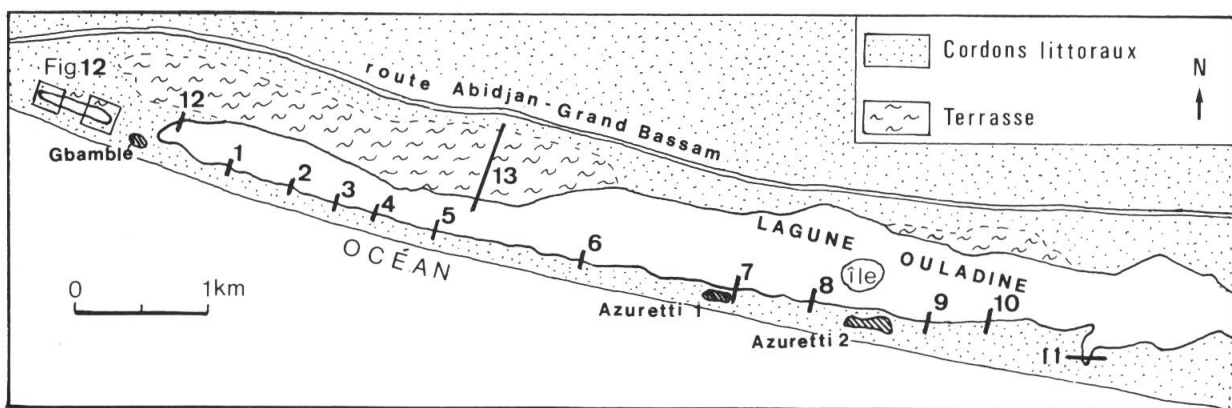 Cordons littoraux
N
Terrasse
Fig 12
route Abidjan-Grand Bassam
12
Gbamblé
1
2
3
4
5
13
OCÉAN
6
LAGUNE OULADINE
île
7
8
9
10
11
Azuretti 1
Azuretti 2
0 1km